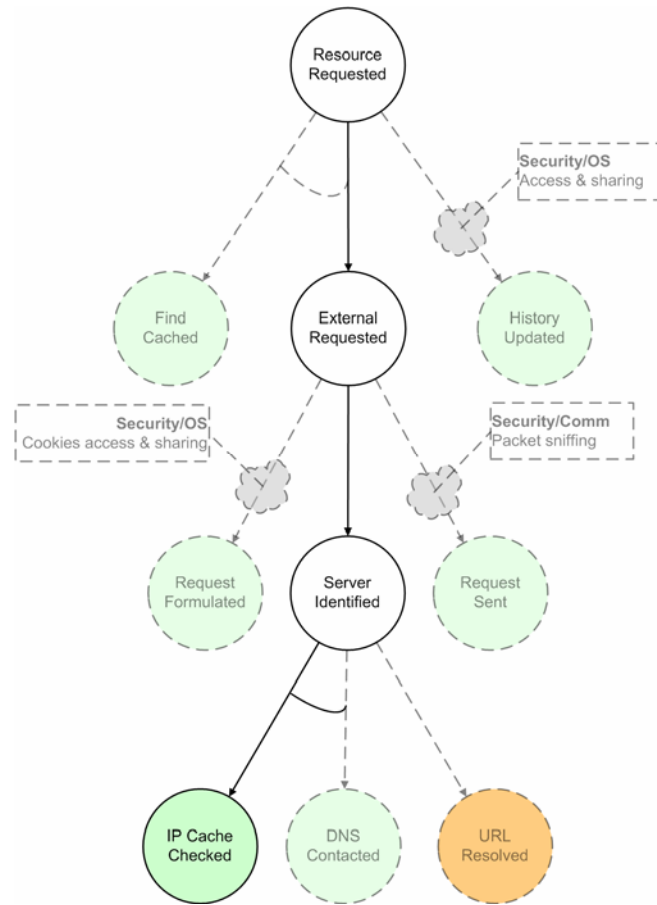 Resource
Requested
Security/OS
Access & sharing
Find
Cached
External
Requested
History
Updated
Security/OS
Cookies access & sharing
Security/Comm
Packet sniffing
Request
Formulated
Server
Identified
Request
Sent
IP Cache
Checked
DNS
Contacted
URL
Resolved